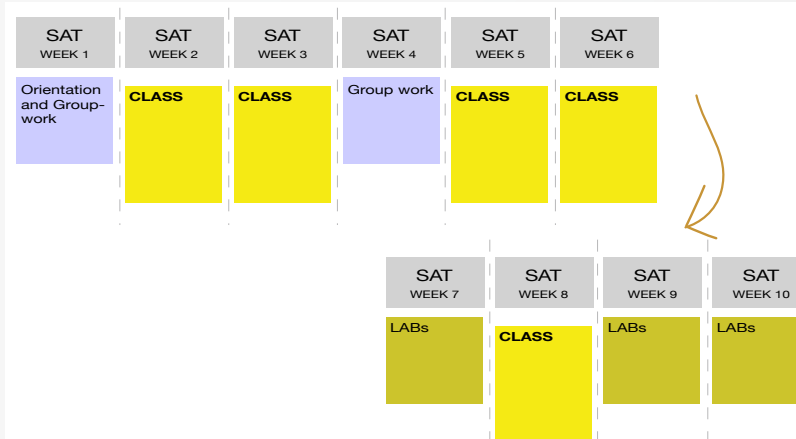 SAT
WEEK 1
SAT
WEEK 2
SAT
WEEK 3
SAT
WEEK 4
SAT
WEEK 5
SAT
WEEK 6
Orientation
and Group-
work
CLASS
CLASS
Group work
CLASS
CLASS
SAT
WEEK 7
SAT
WEEK 8
SAT
WEEK 9
SAT
WEEK 10
LABs
CLASS
LABs
LABs